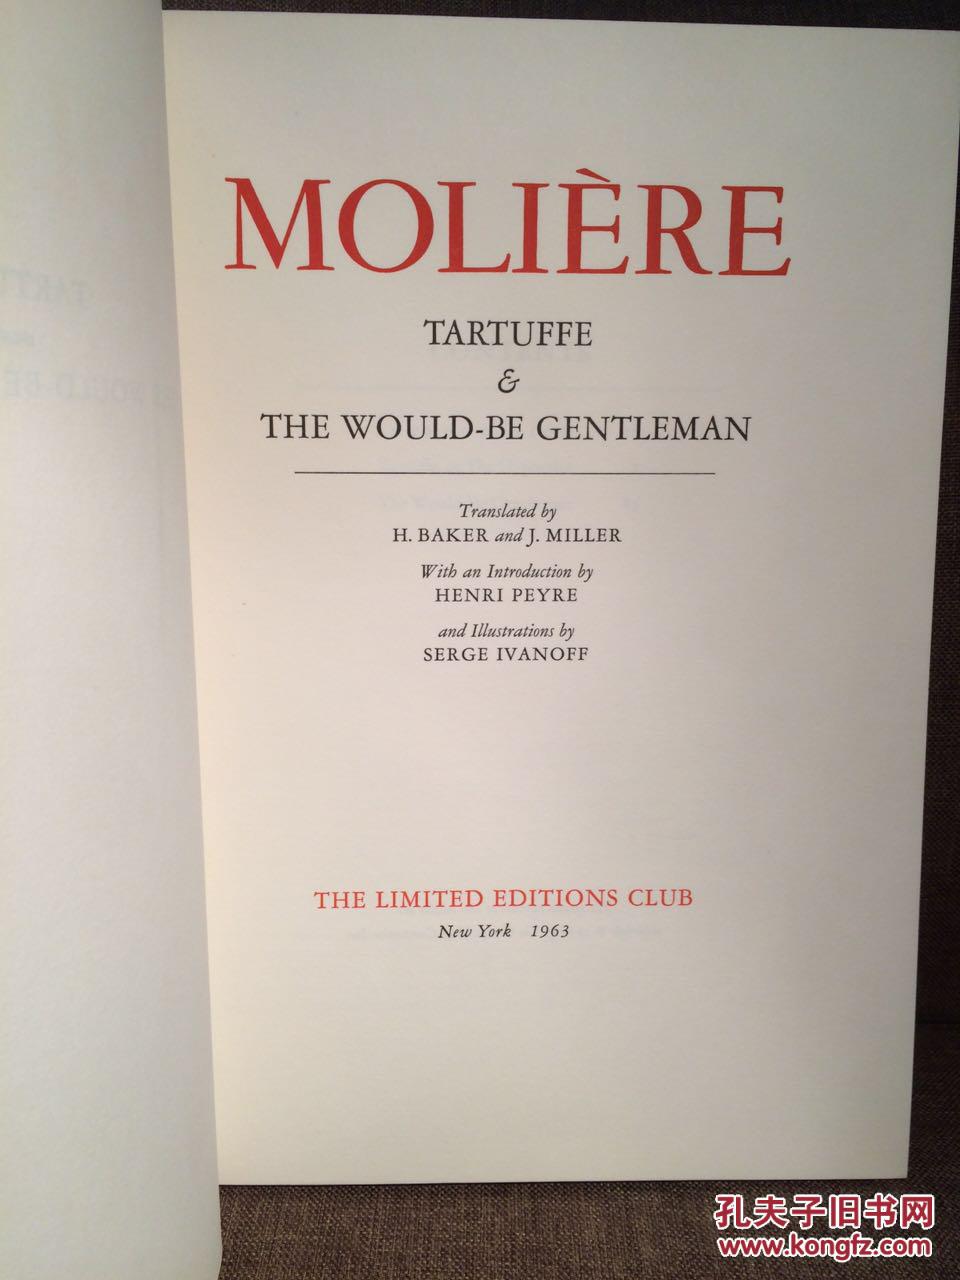 MOLIÈRE
TARTUFFE
&
THE WOULD-BE GENTLEMAN
Translated by
H. BAKER and J. MILLER
With an Introduction by
HENRI PEYRE
and Illustrations by
SERGE IVANOFF
THE LIMITED EDITIONS CLUB
New York 1963
孔夫子旧书网
www.kongfz.com